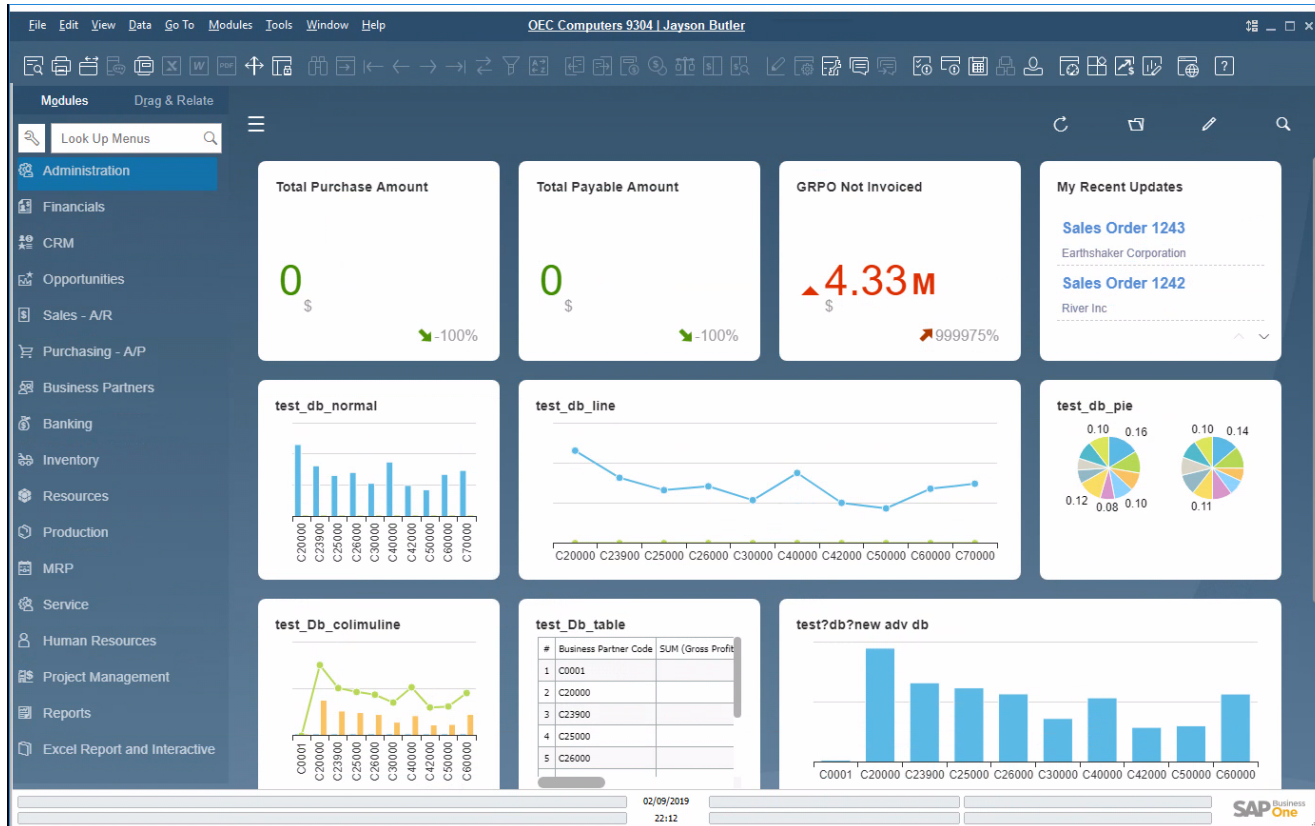 File Edit View Data Go To Modules Tools Window Help
OEC Computers 9304 | Jayson Butler
Modules Drag & Relate
Look Up Menus
Administration
Financials
CRM
Opportunities
Sales - A/R
Purchasing - A/P
Business Partners
Banking
Inventory
Resources
Production
MRP
Service
Human Resources
Project Management
Reports
Excel Report and Interactive
Total Purchase Amount
0
$
-100%
Total Payable Amount
0
$
-100%
GRPO Not Invoiced
4.33 M
$
999975%
My Recent Updates
Sales Order 1243
Earthshaker Corporation
Sales Order 1242
River Inc
test_db_normal
C20000
C23900
C25000
C26000
C30000
C40000
C42000
C50000
C60000
C70000
test_db_line
C20000 C23900 C25000 C26000 C30000 C40000 C42000 C50000 C60000 C70000
test_db_pie
0.10 0.16 0.10 0.14
0.12 0.08 0.10 0.11
test_Db_colimuline
C0001
C20000
C23900
C25000
C26000
C30000
C40000
C42000
C50000
C60000
test_Db_table
# Business Partner Code SUM (Gross Profit
1 C0001
2 C20000
3 C23900
4 C25000
5 C26000
test?db?new adv db
C0001 C20000 C23900 C25000 C26000 C30000 C40000 C42000 C50000 C60000
02/09/2019
22:12
SAP Business One